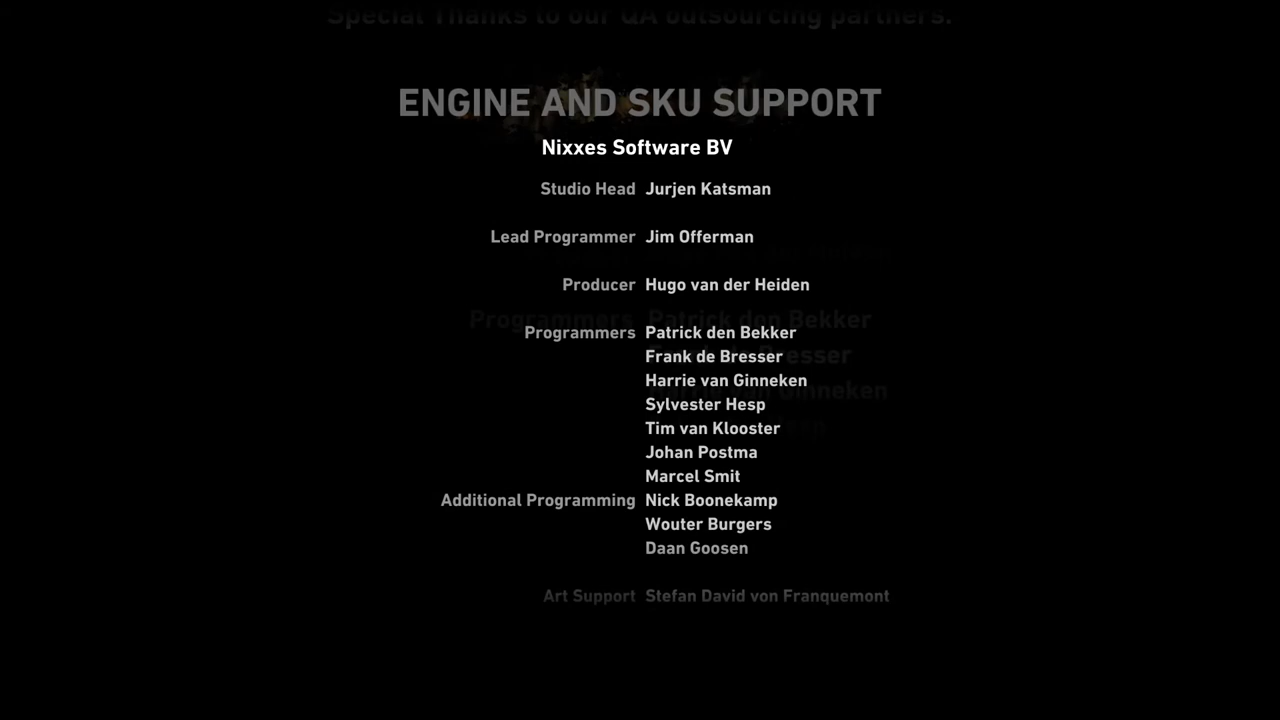 Special Thanks to our QA outsourcing partners.
ENGINE AND SKU SUPPORT
Nixxes Software BV
Studio Head Jurjen Katsman
Lead Programmer Jim Offerman
Producer Hugo van der Heiden
Programmers Patrick den Bekker
Frank de Bresser
Harrie van Ginneken
Sylvester Hesp
Tim van Klooster
Johan Postma
Marcel Smit
Additional Programming Nick Boonekamp
Wouter Burgers
Daan Goosen
Art Support Stefan David von Franquemont